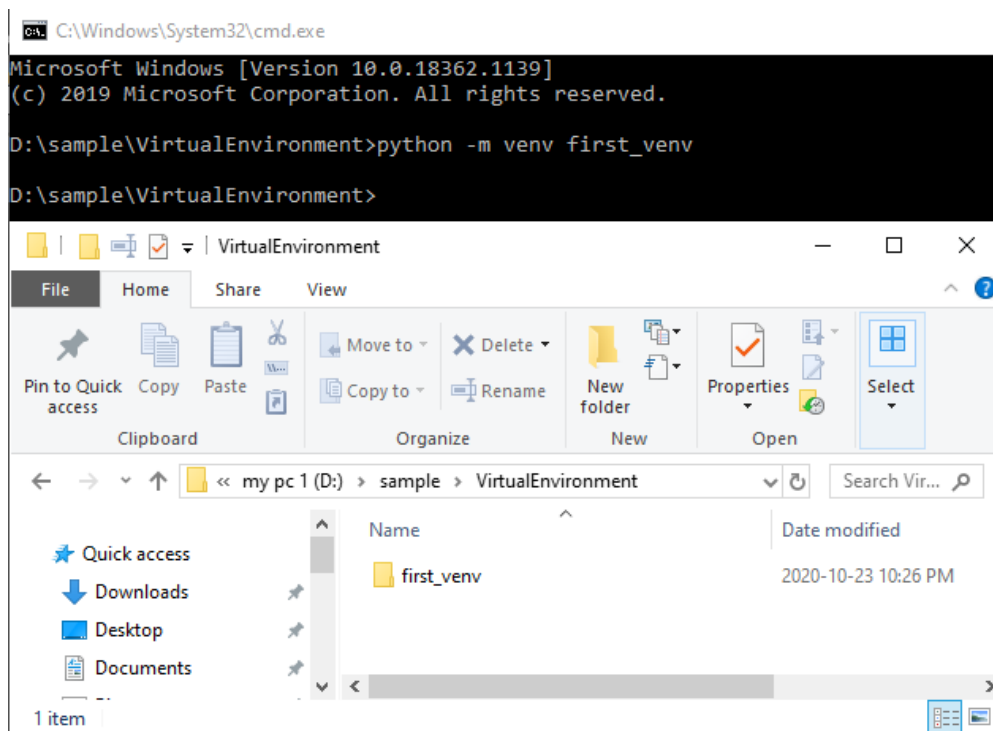 C:\Windows\System32\cmd.exe
Microsoft Windows [Version 10.0.18362.1139]
(c) 2019 Microsoft Corporation. All rights reserved.
D:\sample\VirtualEnvironment>python -m venv first_venv
D:\sample\VirtualEnvironment>
VirtualEnvironment
File Home Share View
Pin to Quick access
Copy
Paste
Clipboard
Move to
Copy to
Delete
Rename
Organize
New folder
New
Properties
Open
Select
« my pc 1 (D:) > sample > VirtualEnvironment
Search Vir...
Quick access
Downloads
Desktop
Documents
Name Date modified
first_venv 2020-10-23 10:26 PM
1 item